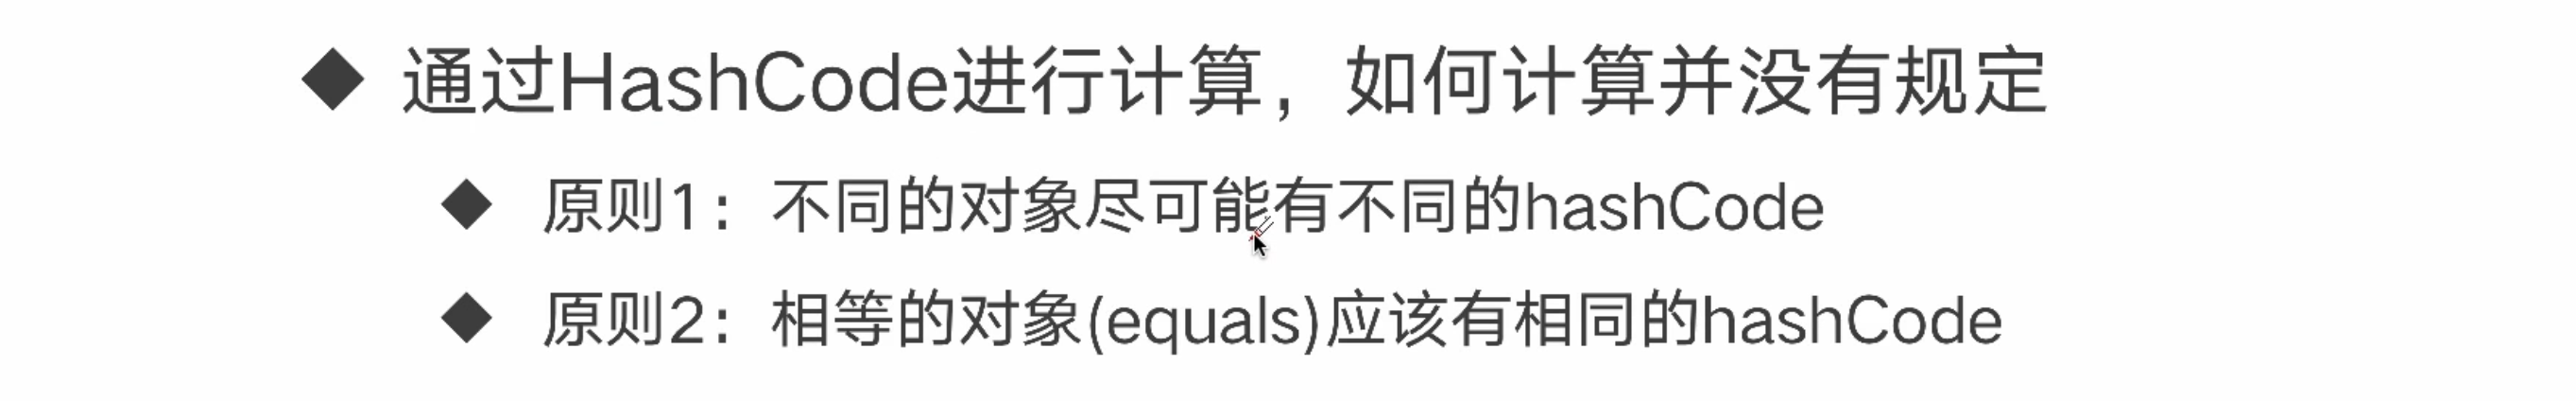 通过HashCode进行计算，如何计算并没有规定
原则1：不同的对象尽可能有不同的hashCode
原则2：相等的对象(equals)应该有相同的hashCode